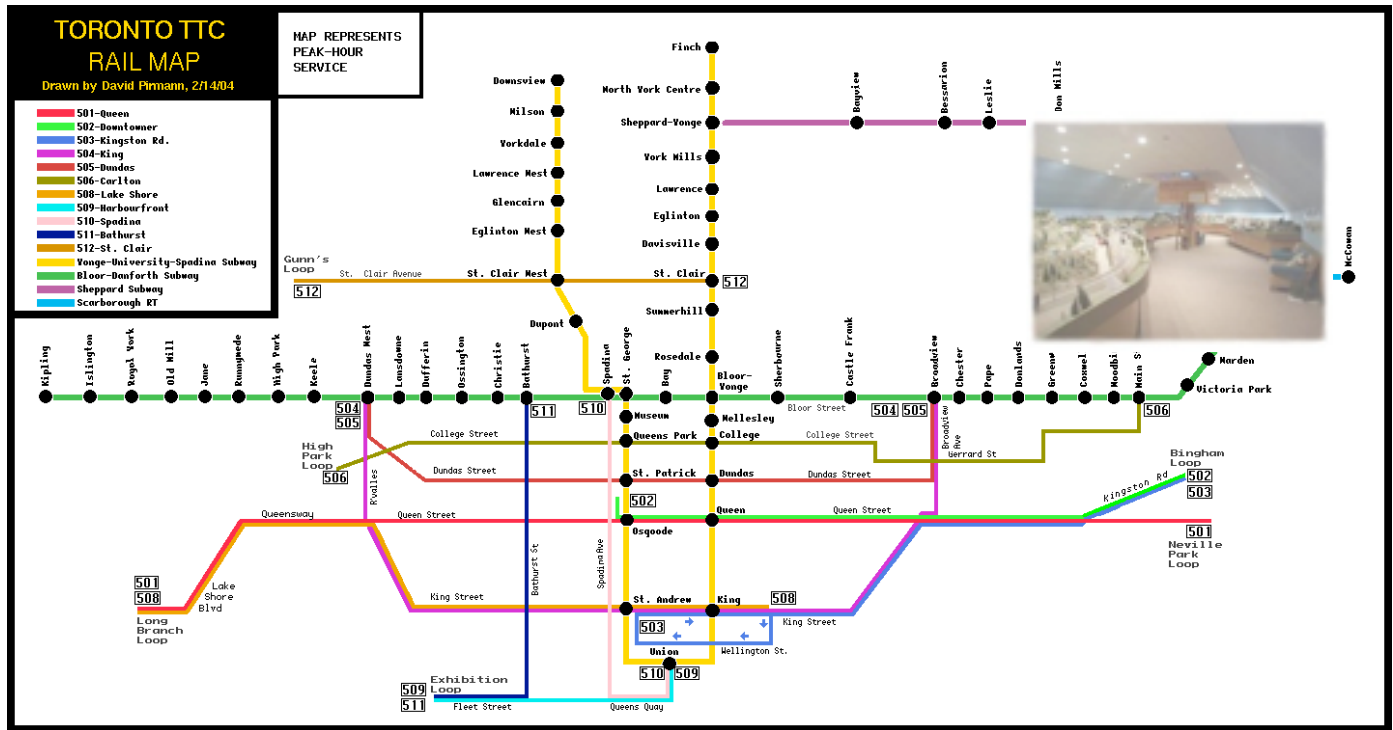 TORONTO TTC
RAIL MAP
Drawn by David Pirmann, 2/14/04
MAP REPRESENTS
PEAK-HOUR
SERVICE
501-Queen
502-Downtowner
503-Kingston Rd.
504-King
505-Dundas
506-Carlton
508-Lake Shore
509-Harbourfront
510-Spadina
511-Bathurst
512-St. Clair
Yonge-University-Spadina Subway
Bloor-Danforth Subway
Sheppard Subway
Scarborough RT
Finch
North York Centre
Sheppard-Yonge
York Mills
Lawrence
Eglinton
Davisville
St. Clair
512
Summerhill
Rosedale
Bloor-
Yonge
Downsview
Wilson
Yorkdale
Lawrence West
Glencairn
Eglinton West
St. Clair West
Dupont
Bayview
Bessarion
Leslie
Don Mills
McCowan
Gunn's
Loop
512
St. Clair Avenue
Kipling
Islington
Royal York
Old Mill
Jane
Runnymede
High Park
Keele
Dundas West
Lansdowne
Dufferin
Ossington
Christie
Bathurst
Spadina
St. George
Bay
Sherbourne
Castle Frank
Broadview
Chester
Pape
Donlands
Greenw
Coxwel
Woodbi
Main S
Victoria Park
Warden
504
505
511
510
Bloor Street
504
505
506
Museum
Wellesley
High
Park
Loop
506
College Street
Queens Park
College
College Street
Broadview
Ave
Gerrard St
R'valles
Dundas Street
St. Patrick
Dundas
Dundas Street
Kingston Rd
Bingham
Loop
502
503
502
Queensway
Queen Street
Osgoode
Queen
Queen Street
501
Neville
Park
Loop
Bathurst St
Spadina Ave
501
508
Long
Branch
Loop
Lake
Shore
Blvd
King Street
St. Andrew
King
508
King Street
503
Wellington St.
Union
510
509
509
511
Exhibition
Loop
Fleet Street
Queens Quay